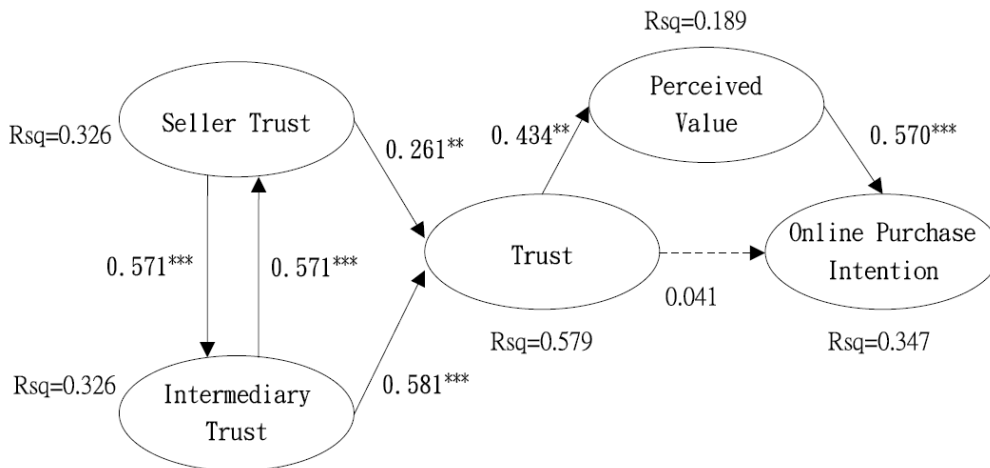 Rsq=0.189
Perceived
Value
Seller Trust
Rsq=0.326
0.261**
0.434**
0.570***
Online Purchase
Intention
Trust
0.571***
0.571***
0.041
Rsq=0.579
Rsq=0.347
Rsq=0.326
Intermediary
Trust
0.581***